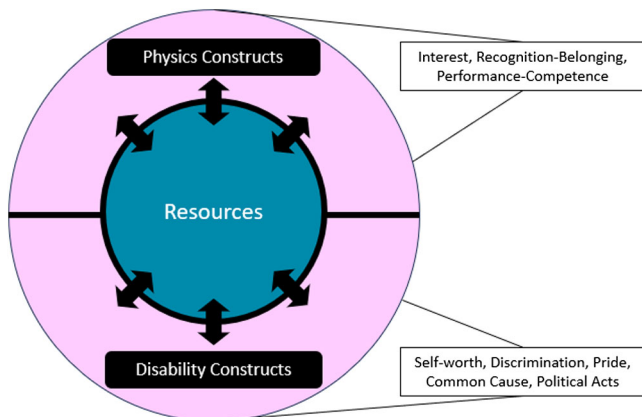 Physics Constructs
Interest, Recognition-Belonging,
Performance-Competence
Resources
Disability Constructs
Self-worth, Discrimination, Pride,
Common Cause, Political Acts